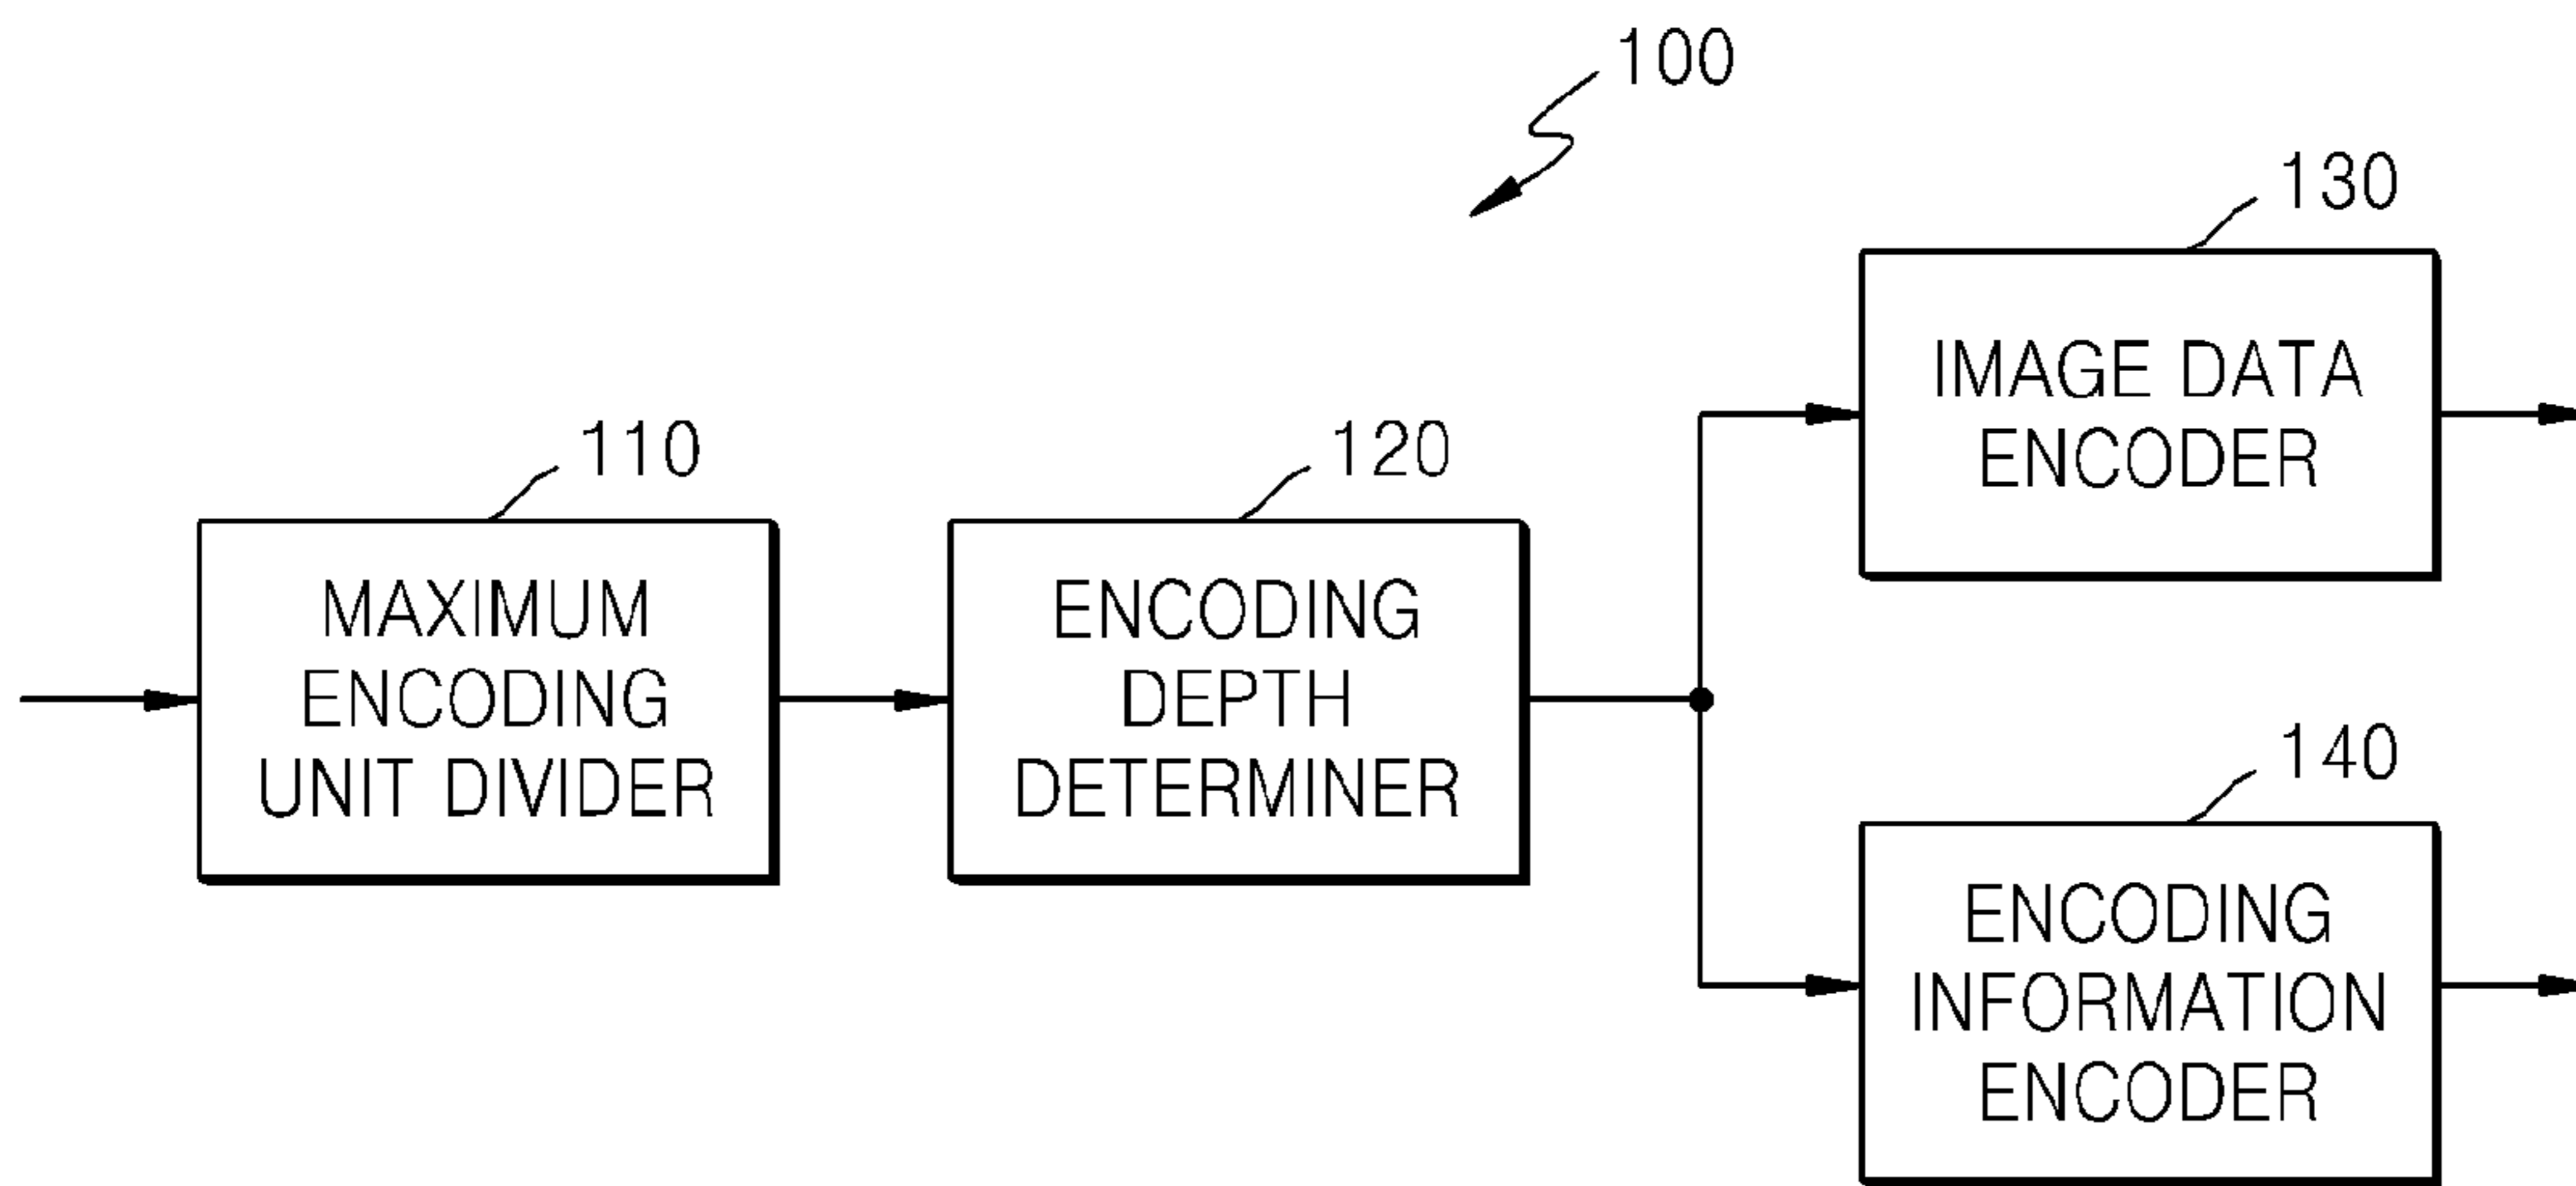 100
110
MAXIMUM
ENCODING
UNIT DIVIDER
120
ENCODING
DEPTH
DETERMINER
130
IMAGE DATA
ENCODER
140
ENCODING
INFORMATION
ENCODER